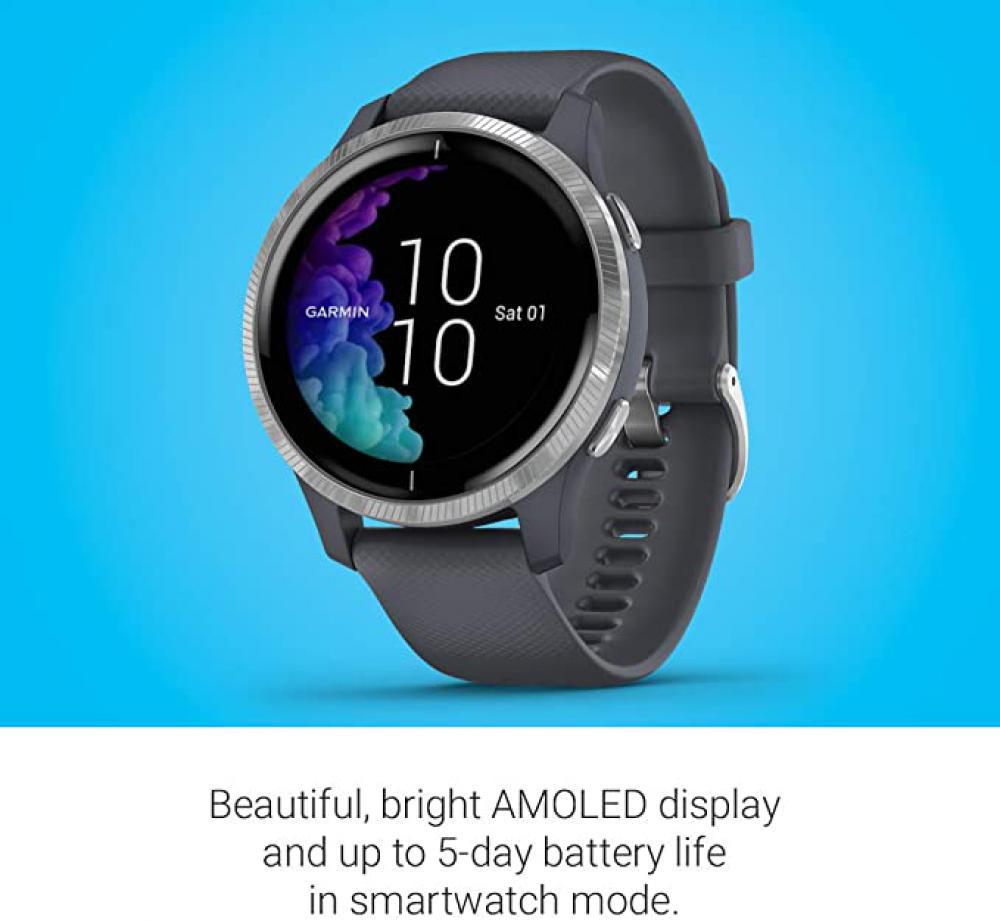 10
GARMIN
Sat 01
10
Beautiful, bright AMOLED display
and up to 5-day battery life
in smartwatch mode.